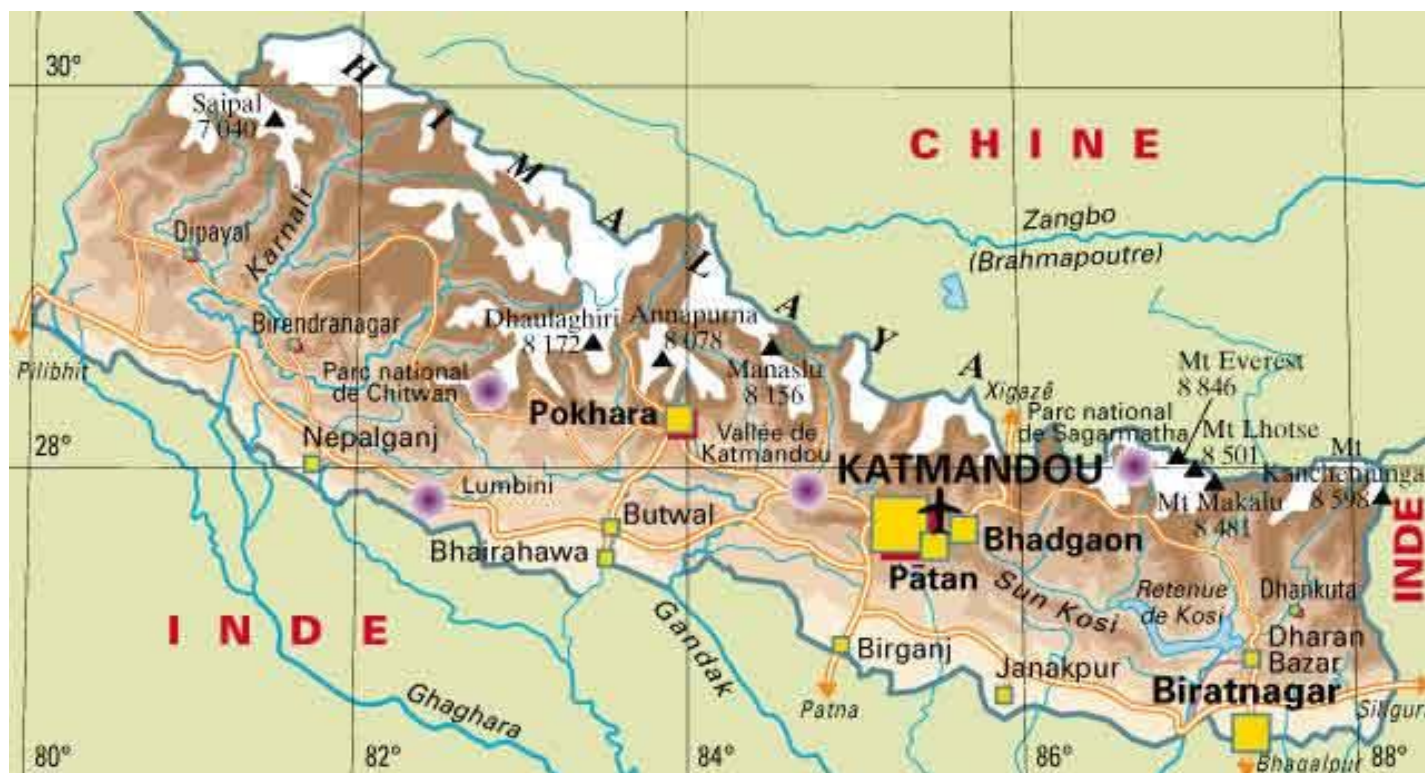 30°
HIMALAYA
Saipal
7 040
CHINE
Karnali
Dipayal
Zangbo
(Brahmapoutre)
Birendranagar
Dhaulaghiri
8 172
Annapurna
8 078
Manaslu
8 156
Pilibhit
Parc national
de Chitwan
Xigazê
Mt Everest
8 846
Parc national
de Sagarmatha
Mt Lhotse
8 501
Mt
Kanchenjunga
8 598
Pokhara
Vallée de
Katmandou
Nepalganj
28°
KATMANDOU
Mt Makalu
8 481
Lumbini
Butwal
Bhadgaon
Bhairahawa
Pātan
INDE
INDE
Sun Kosi
Retenue
de Kosi
Dhankuta
Gandak
Birganj
Dharan
Bazar
Janakpur
Biratnagar
Ghaghara
Patna
Siliguri
80°
82°
84°
86°
88°
Bhagalpur